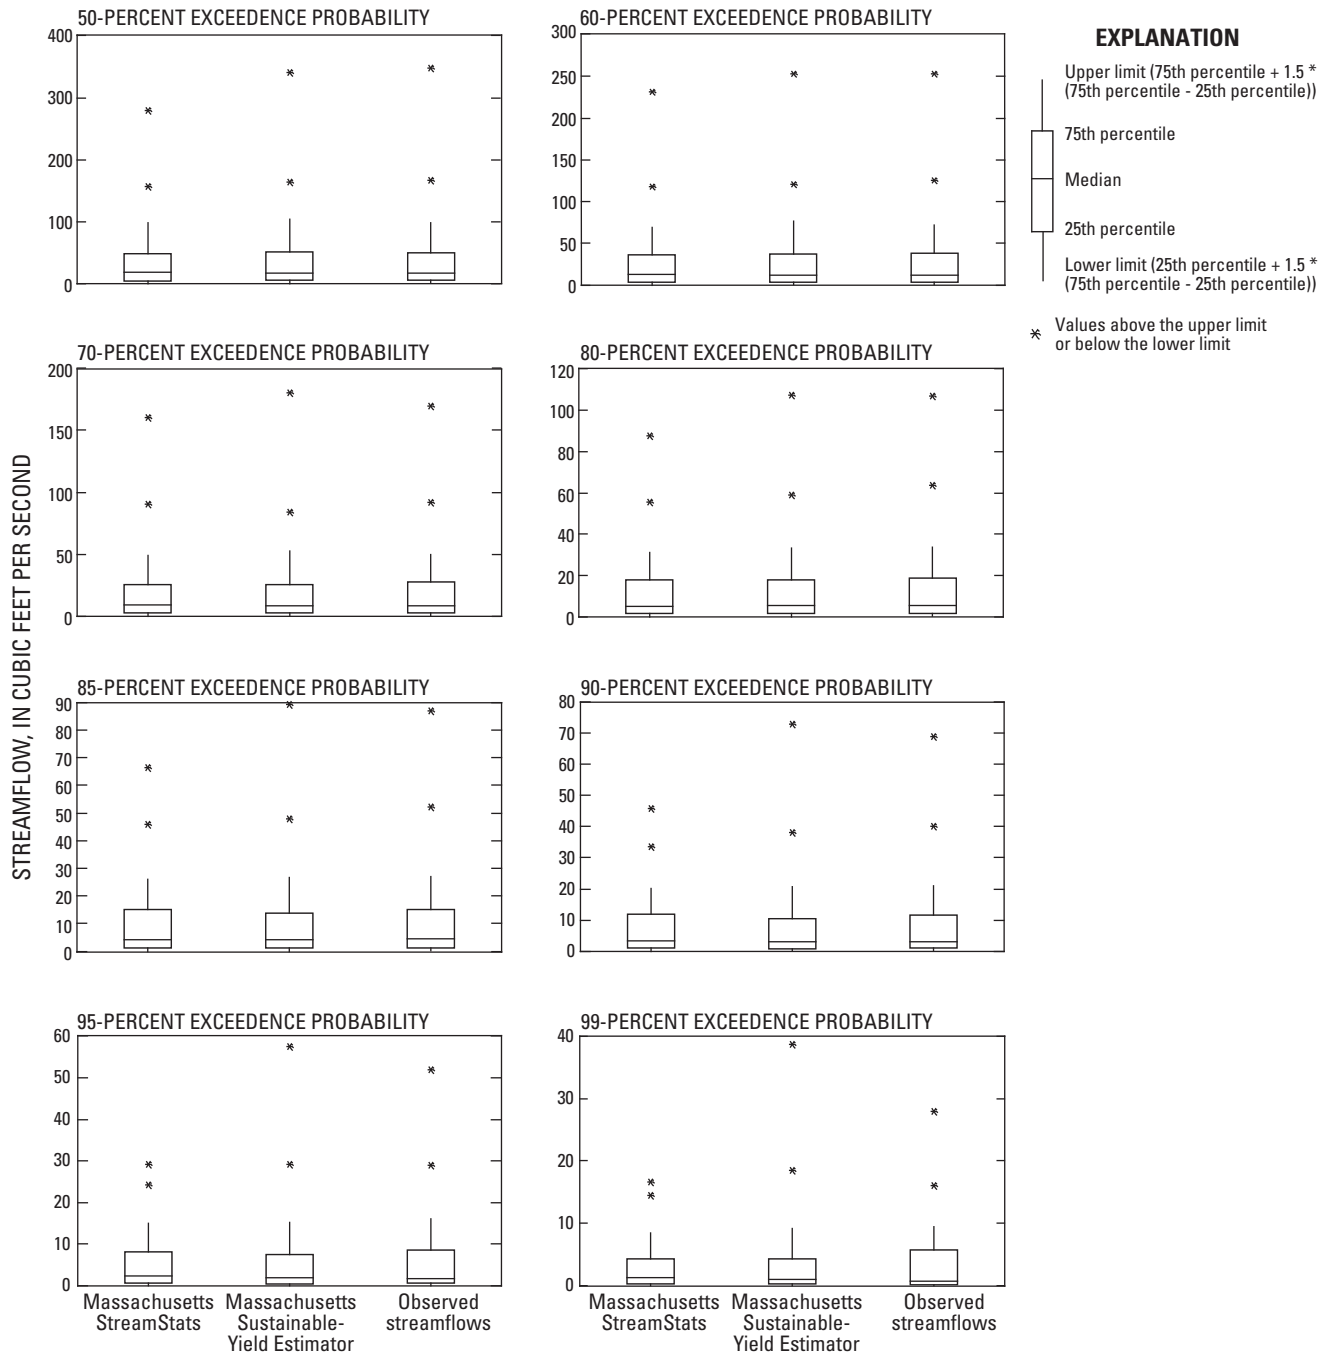 50-PERCENT EXCEEDENCE PROBABILITY
400
300
200
100
0
60-PERCENT EXCEEDENCE PROBABILITY
300
250
200
150
100
50
0
EXPLANATION
Upper limit (75th percentile + 1.5 *
(75th percentile - 25th percentile))
75th percentile
Median
25th percentile
Lower limit (25th percentile + 1.5 *
(75th percentile - 25th percentile))
* Values above the upper limit
or below the lower limit
STREAMFLOW, IN CUBIC FEET PER SECOND
70-PERCENT EXCEEDENCE PROBABILITY
200
150
100
50
0
80-PERCENT EXCEEDENCE PROBABILITY
120
100
80
60
40
20
0
85-PERCENT EXCEEDENCE PROBABILITY
90
80
70
60
50
40
30
20
10
0
90-PERCENT EXCEEDENCE PROBABILITY
80
70
60
50
40
30
20
10
0
95-PERCENT EXCEEDENCE PROBABILITY
60
50
40
30
20
10
0
Massachusetts
StreamStats
Massachusetts
Sustainable-
Yield Estimator
Observed
streamflows
99-PERCENT EXCEEDENCE PROBABILITY
40
30
20
10
0
Massachusetts
StreamStats
Massachusetts
Sustainable-
Yield Estimator
Observed
streamflows